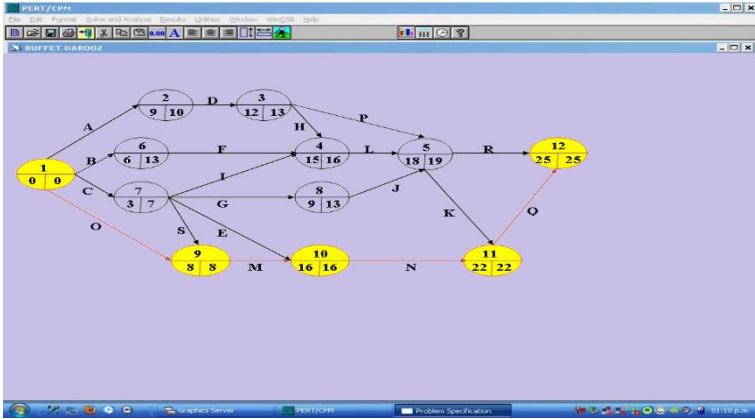 PERT/CPM
File Edit Format Solve and Analyze Results Utilities Window WinQSB Help
0.00 A
BUFFET DAROOZ
2
9 10
D
3
12 13
P
A
H
6
6 13
F
4
15 16
L
5
18 19
R
12
25 25
B
1
0 0
I
C
7
3 7
G
8
9 13
J
O
S
E
K
Q
9
8 8
M
10
16 16
N
11
22 22
Graphics Server
PERT/CPM
Problem Specification
01:10 p.m.